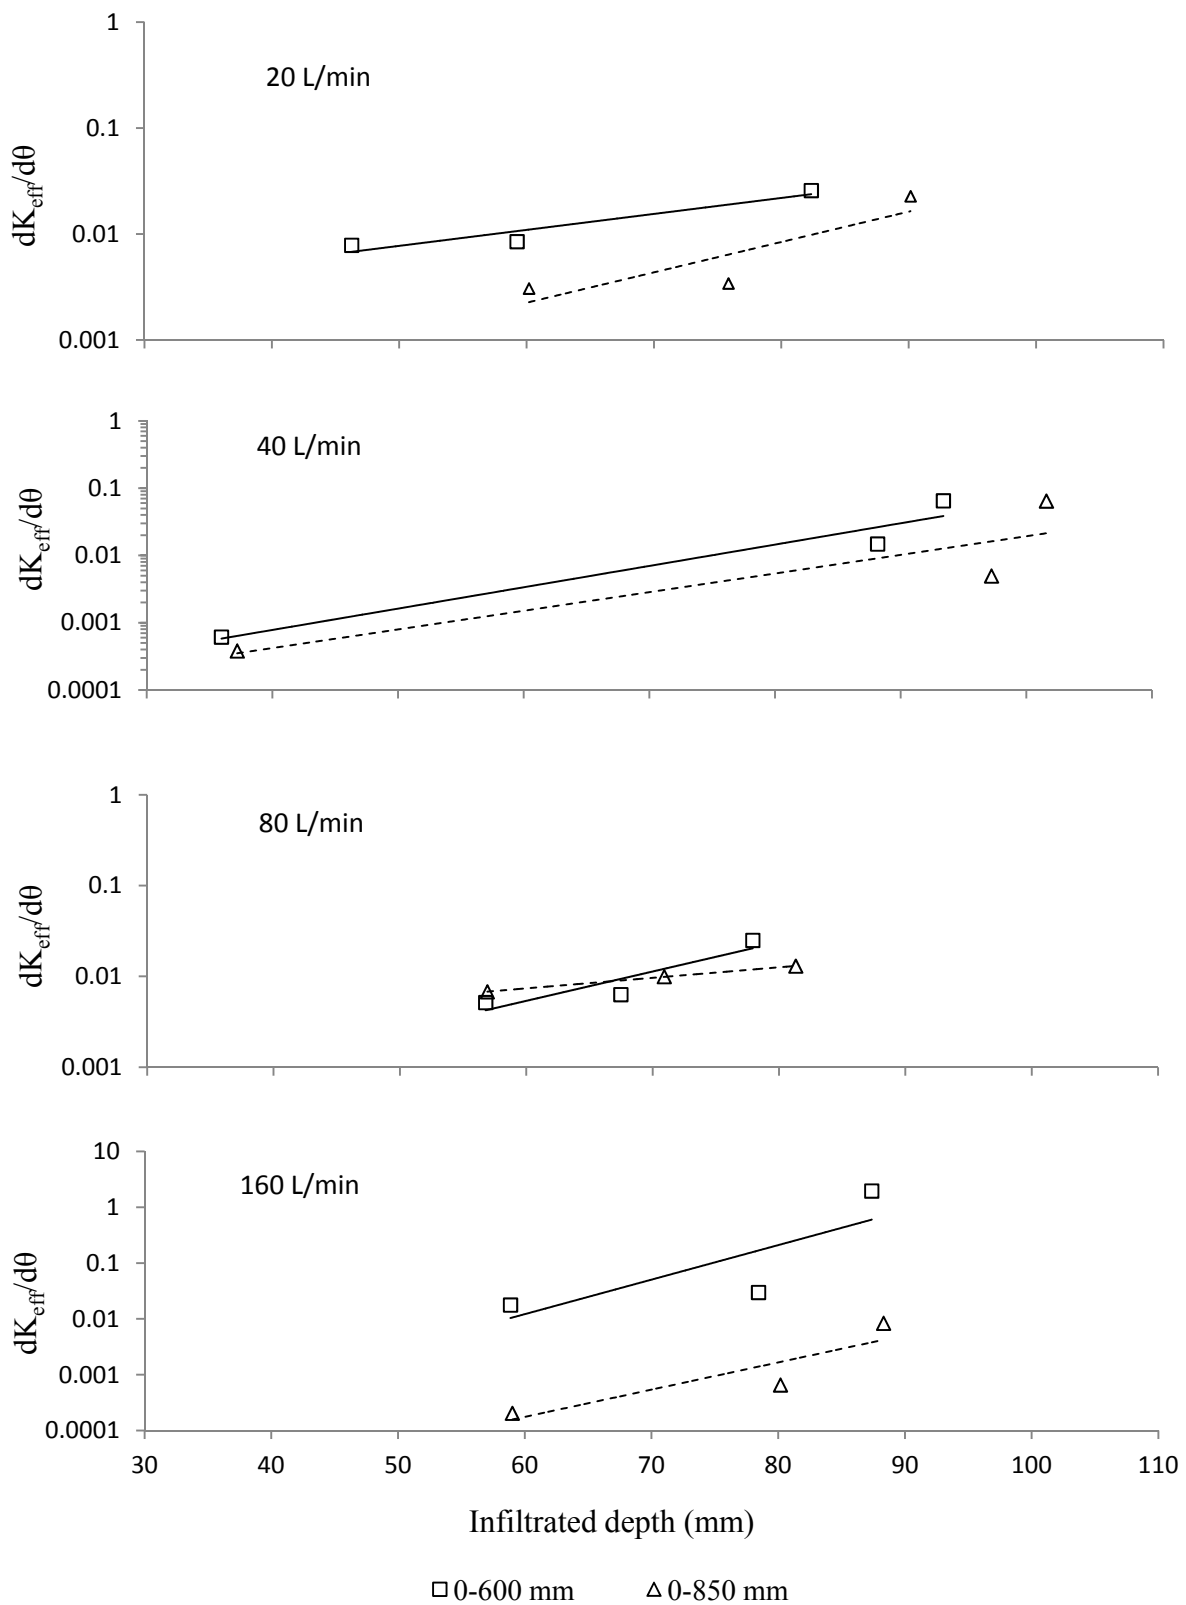 1
20 L/min
0.1
dKeff/dθ
0.01
0.001
1
40 L/min
0.1
dKeff/dθ
0.01
0.001
0.0001
1
80 L/min
0.1
dKeff/dθ
0.01
0.001
10
160 L/min
1
0.1
dKeff/dθ
0.01
0.001
0.0001
30 40 50 60 70 80 90 100 110
Infiltrated depth (mm)
0-600 mm 0-850 mm